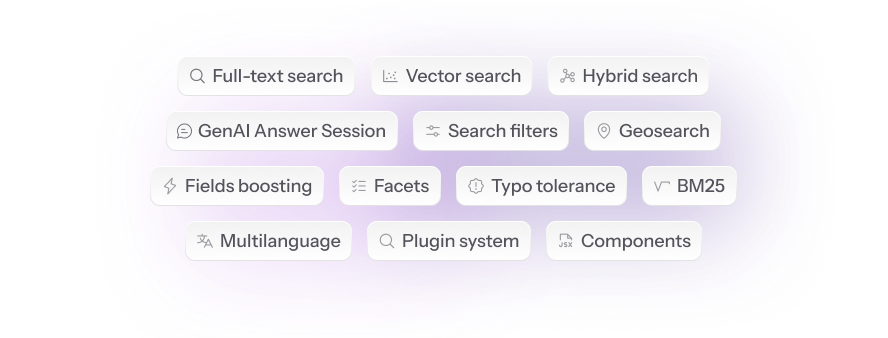 Full-text search Vector search Hybrid search
GenAI Answer Session Search filters Geosearch
Fields boosting Facets Typo tolerance BM25
Multilanguage Plugin system JSX Components